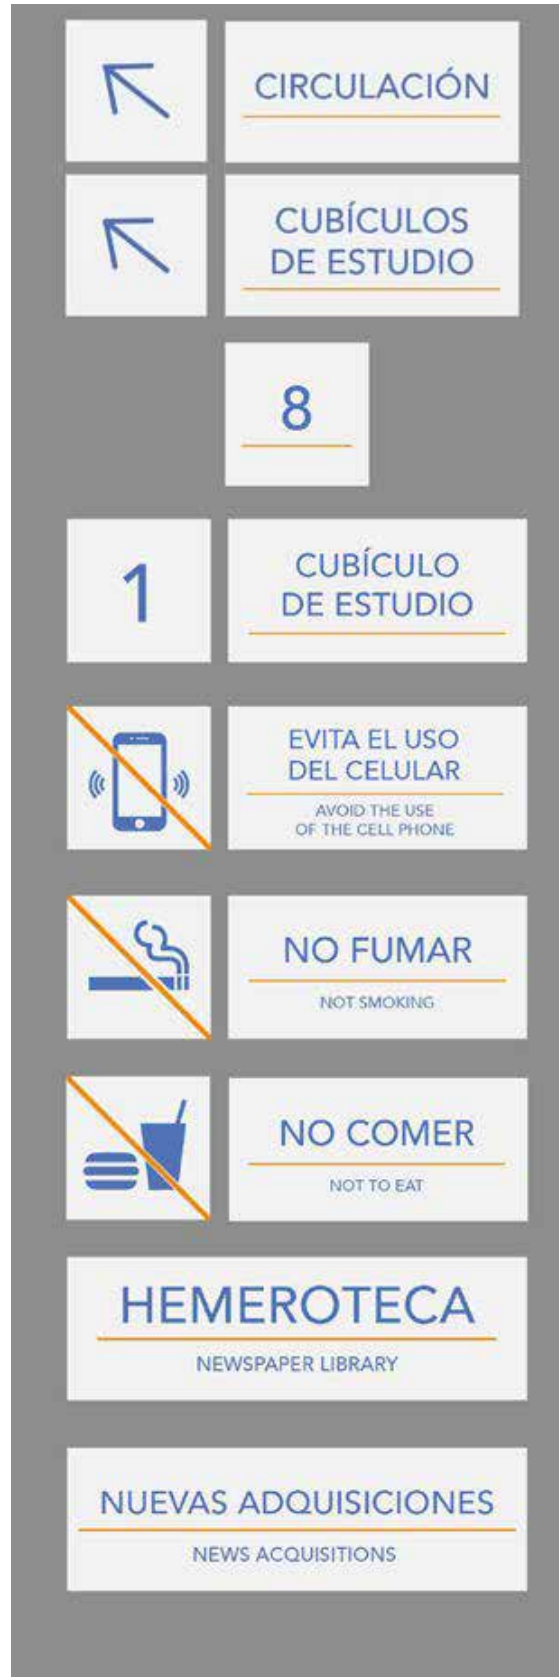 CIRCULACIÓN
CUBÍCULOS
DE ESTUDIO
8
1
CUBÍCULO
DE ESTUDIO
EVITA EL USO
DEL CELULAR
AVOID THE USE
OF THE CELL PHONE
NO FUMAR
NOT SMOKING
NO COMER
NOT TO EAT
HEMEROTECA
NEWSPAPER LIBRARY
NUEVAS ADQUISICIONES
NEWS ACQUISITIONS